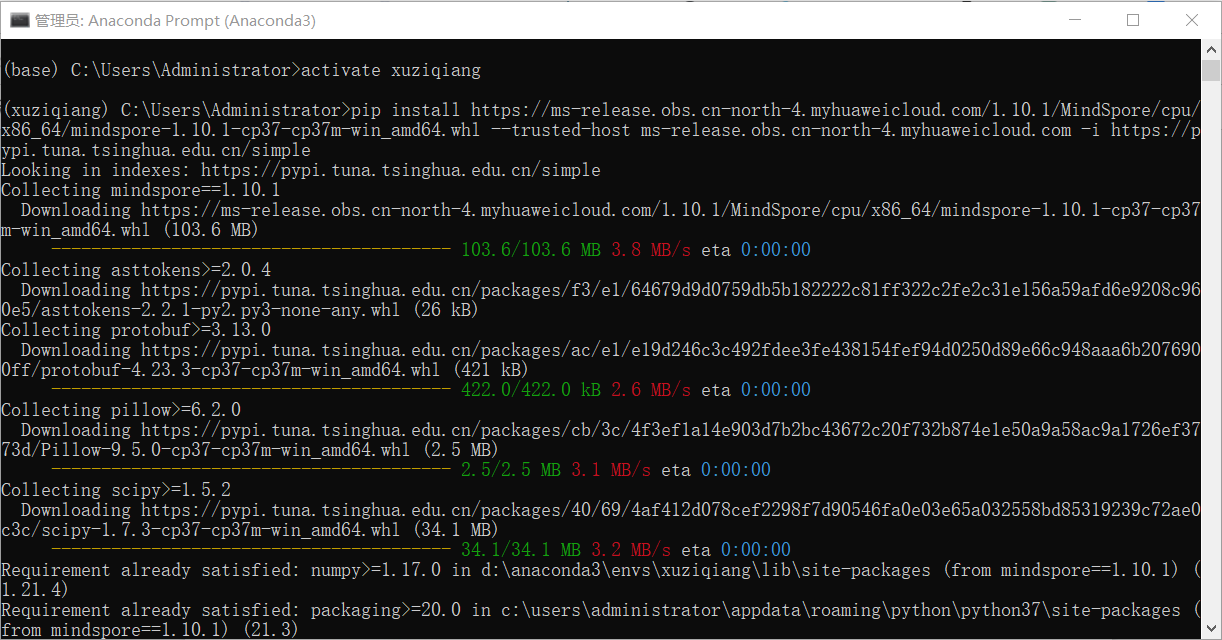 管理员: Anaconda Prompt (Anaconda3)
(base) C:\Users\Administrator>activate xuziqiang
(xuziqiang) C:\Users\Administrator>pip install https://ms-release.obs.cn-north-4.myhuaweicloud.com/1.10.1/MindSpore/cpu/
x86_64/mindspore-1.10.1-cp37-cp37m-win_amd64.whl --trusted-host ms-release.obs.cn-north-4.myhuaweicloud.com -i https://p
ypi.tuna.tsinghua.edu.cn/simple
Looking in indexes: https://pypi.tuna.tsinghua.edu.cn/simple
Collecting mindspore==1.10.1
Downloading https://ms-release.obs.cn-north-4.myhuaweicloud.com/1.10.1/MindSpore/cpu/x86_64/mindspore-1.10.1-cp37-cp37
m-win_amd64.whl (103.6 MB)
---------------------------------------- 103.6/103.6 MB 3.8 MB/s eta 0:00:00
Collecting asttokens>=2.0.4
Downloading https://pypi.tuna.tsinghua.edu.cn/packages/f3/e1/64679d9d0759db5b182222c81ff322c2fe2c31e156a59afd6e9208c96
0e5/asttokens-2.2.1-py2.py3-none-any.whl (26 kB)
Collecting protobuf>=3.13.0
Downloading https://pypi.tuna.tsinghua.edu.cn/packages/ac/e1/e19d246c3c492fdee3fe438154fef94d0250d89e66c948aaa6b207690
0ff/protobuf-4.23.3-cp37-cp37m-win_amd64.whl (421 kB)
---------------------------------------- 422.0/422.0 kB 2.6 MB/s eta 0:00:00
Collecting pillow>=6.2.0
Downloading https://pypi.tuna.tsinghua.edu.cn/packages/cb/3c/4f3ef1a14e903d7b2bc43672c20f732b874e1e50a9a58ac9a1726ef37
73d/Pillow-9.5.0-cp37-cp37m-win_amd64.whl (2.5 MB)
---------------------------------------- 2.5/2.5 MB 3.1 MB/s eta 0:00:00
Collecting scipy>=1.5.2
Downloading https://pypi.tuna.tsinghua.edu.cn/packages/40/69/4af412d078cef2298f7d90546fa0e03e65a032558bd85319239c72ae0
c3c/scipy-1.7.3-cp37-cp37m-win_amd64.whl (34.1 MB)
---------------------------------------- 34.1/34.1 MB 3.2 MB/s eta 0:00:00
Requirement already satisfied: numpy>=1.17.0 in d:\anaconda3\envs\xuziqiang\lib\site-packages (from mindspore==1.10.1) (
1.21.4)
Requirement already satisfied: packaging>=20.0 in c:\users\administrator\appdata\roaming\python\python37\site-packages (
from mindspore==1.10.1) (21.3)